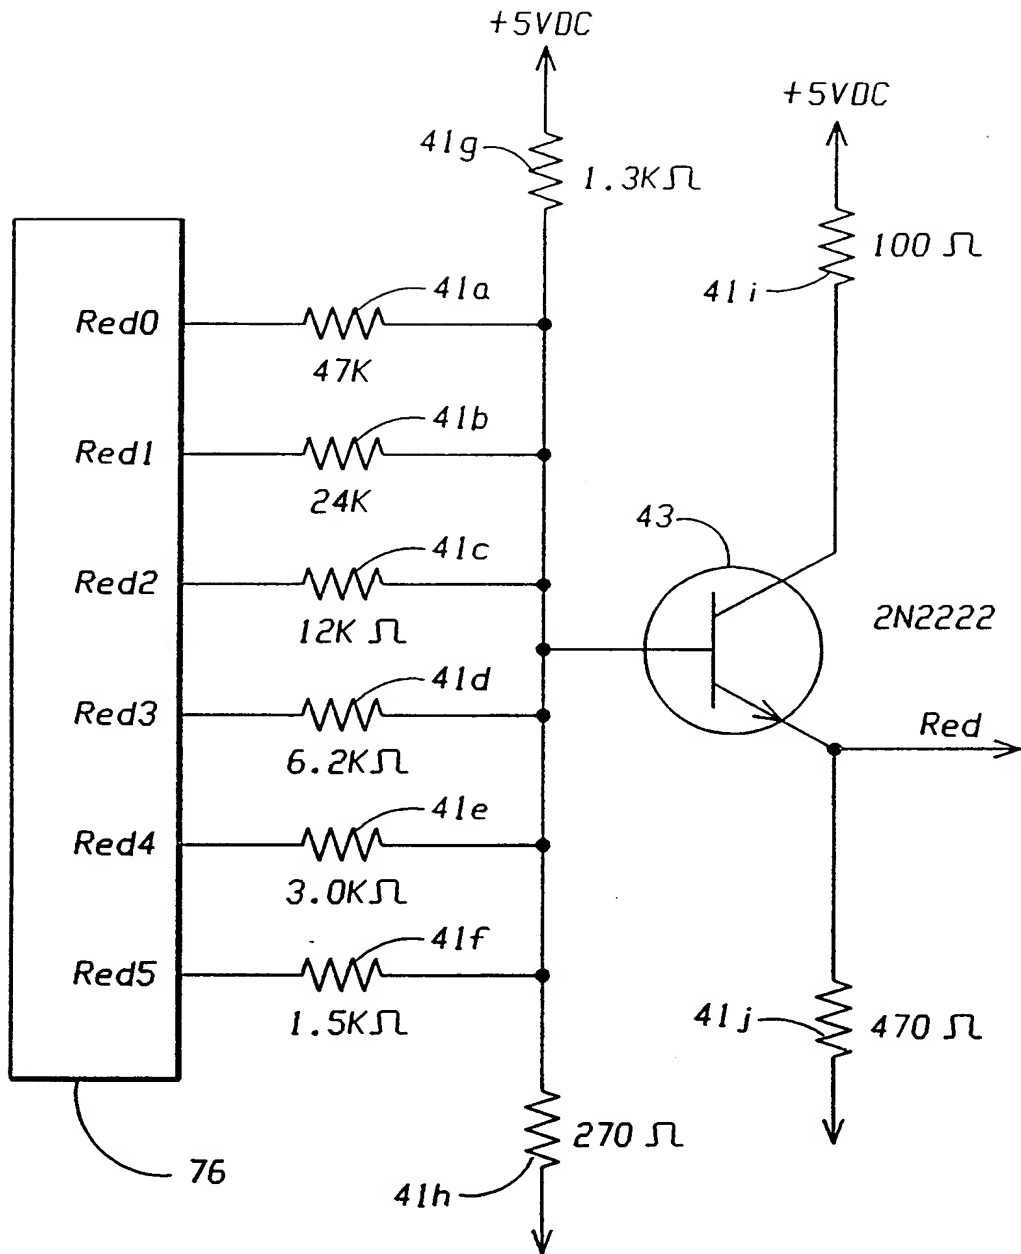 +5VDC
+5VDC
41g
1.3KΩ
100 Ω
41i
Red0
41a
47K
Red1
41b
24K
43
Red2
41c
12K Ω
2N2222
Red3
41d
6.2KΩ
Red
Red4
41e
3.0KΩ
Red5
41f
1.5KΩ
41j
470 Ω
270 Ω
76
41h